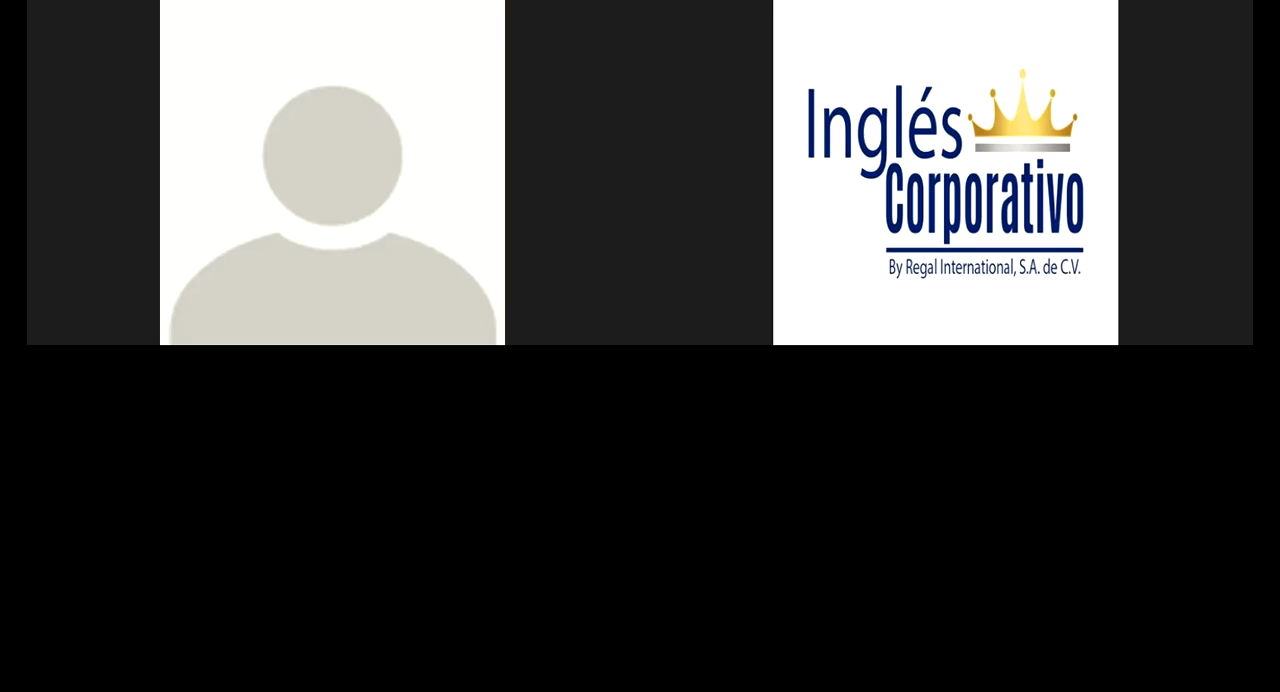 Inglés
Corporativo
By Regal International, S.A. de C.V.